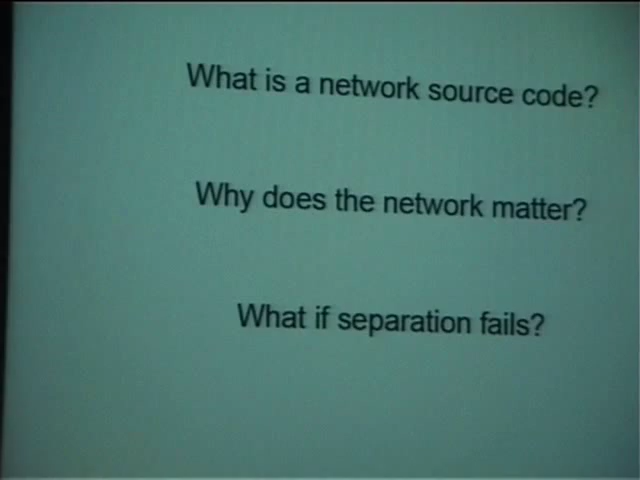 What is a network source code?
Why does the network matter?
What if separation fails?